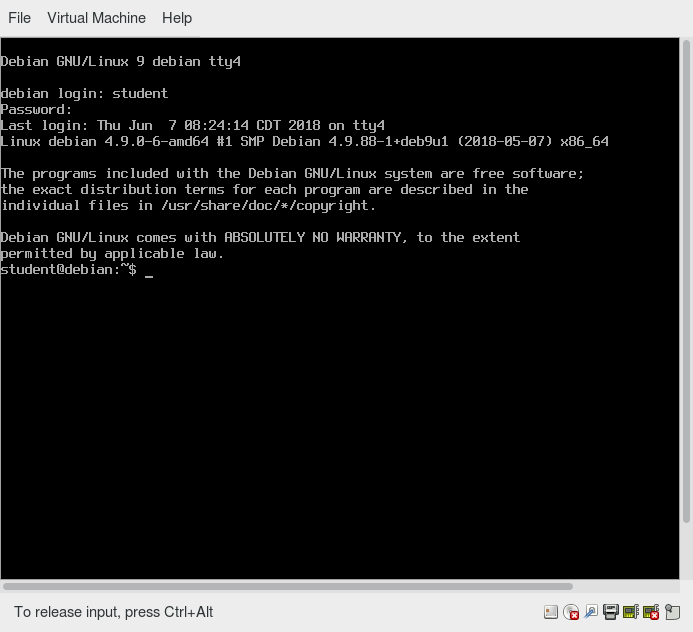 File Virtual Machine Help
Debian GNU/Linux 9 debian tty4
debian login: student
Password:
Last login: Thu Jun  7 08:24:14 CDT 2018 on tty4
Linux debian 4.9.0-6-amd64 #1 SMP Debian 4.9.88-1+deb9u1 (2018-05-07) x86_64
The programs included with the Debian GNU/Linux system are free software;
the exact distribution terms for each program are described in the
individual files in /usr/share/doc/*/copyright.
Debian GNU/Linux comes with ABSOLUTELY NO WARRANTY, to the extent
permitted by applicable law.
student@debian:~$ _
To release input, press Ctrl+Alt